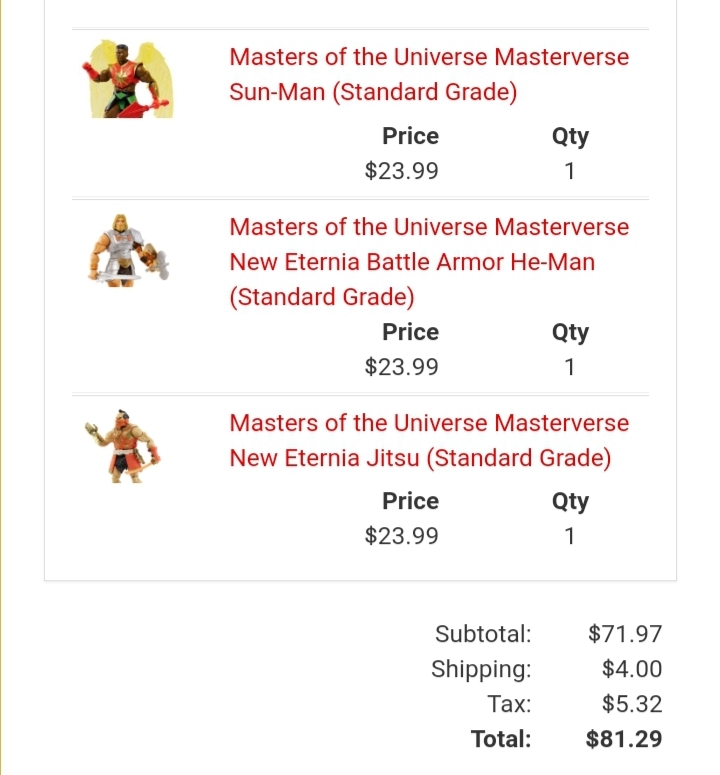 Masters of the Universe Masterverse
Sun-Man (Standard Grade)
Price Qty
$23.99 1
Masters of the Universe Masterverse
New Eternia Battle Armor He-Man
(Standard Grade)
Price Qty
$23.99 1
Masters of the Universe Masterverse
New Eternia Jitsu (Standard Grade)
Price Qty
$23.99 1
Subtotal: $71.97
Shipping: $4.00
Tax: $5.32
Total: $81.29